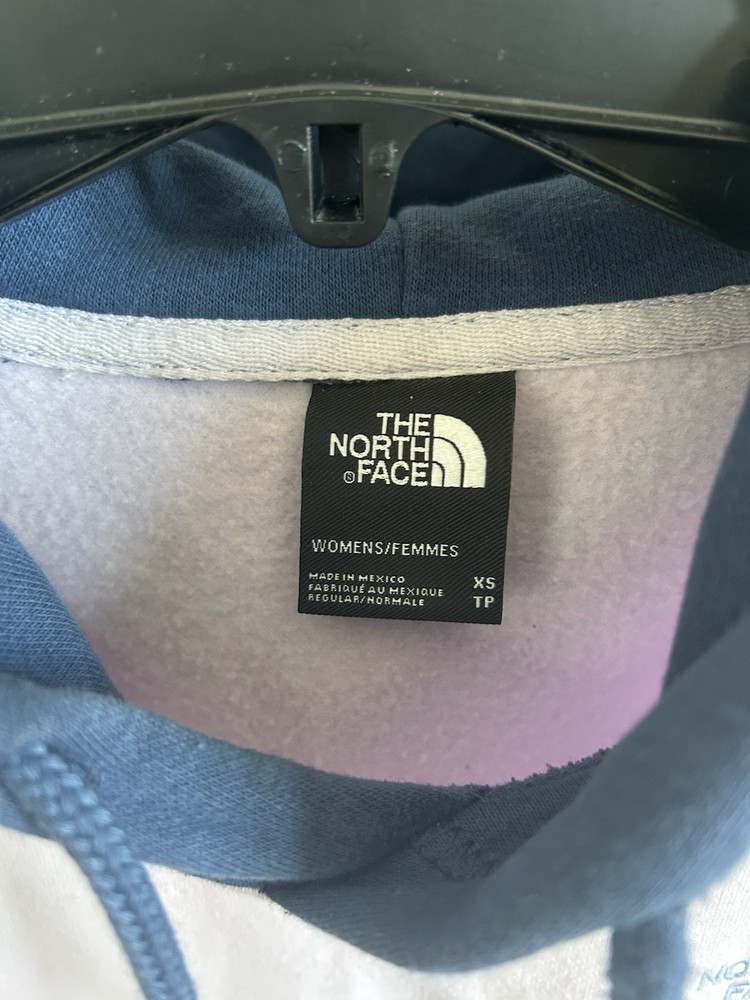 THE
NORTH
FACE
WOMENS/FEMMES
MADE IN MEXICO
FABRIQUÉ AU MEXIQUE
REGULAR/NORMALE
XS
TP